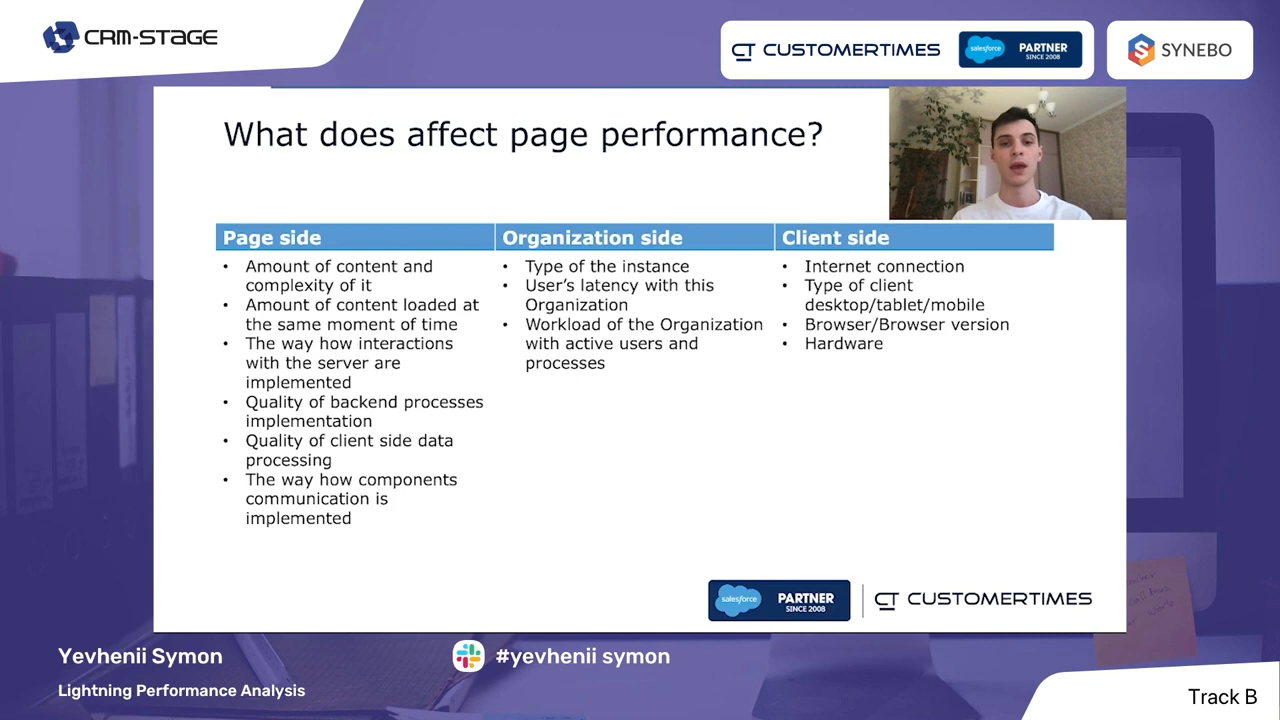 CRM-STAGE
CT CUSTOMERTIMES
salesforce
PARTNER
SINCE 2008
SYNEBO
What does affect page performance?
Page side
• Amount of content and
complexity of it
• Amount of content loaded at
the same moment of time
• The way how interactions
with the server are
implemented
• Quality of backend processes
implementation
• Quality of client side data
processing
• The way how components
communication is
implemented
Organization side
• Type of the instance
• User's latency with this
Organization
• Workload of the Organization
with active users and
processes
Client side
• Internet connection
• Type of client
desktop/tablet/mobile
• Browser/Browser version
• Hardware
salesforce
PARTNER
SINCE 2008
CT CUSTOMERTIMES
Yevhenii Symon
#yevhenii symon
Lightning Performance Analysis
Track B